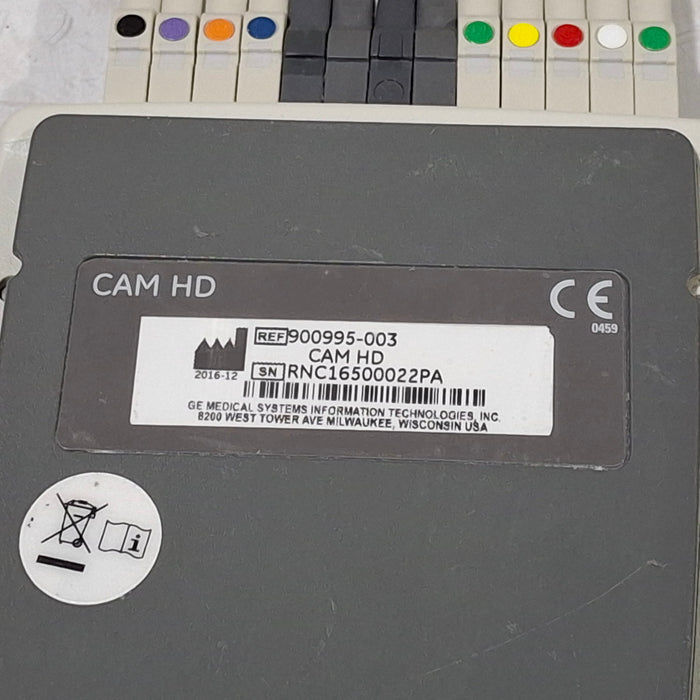 CAM HD
CE
0459
REF 900995-003
CAM HD
2016-12
SN RNC16500022PA
GE MEDICAL SYSTEMS INFORMATION TECHNOLOGIES, INC.
8200 WEST TOWER AVE MILWAUKEE, WISCONSIN USA
i